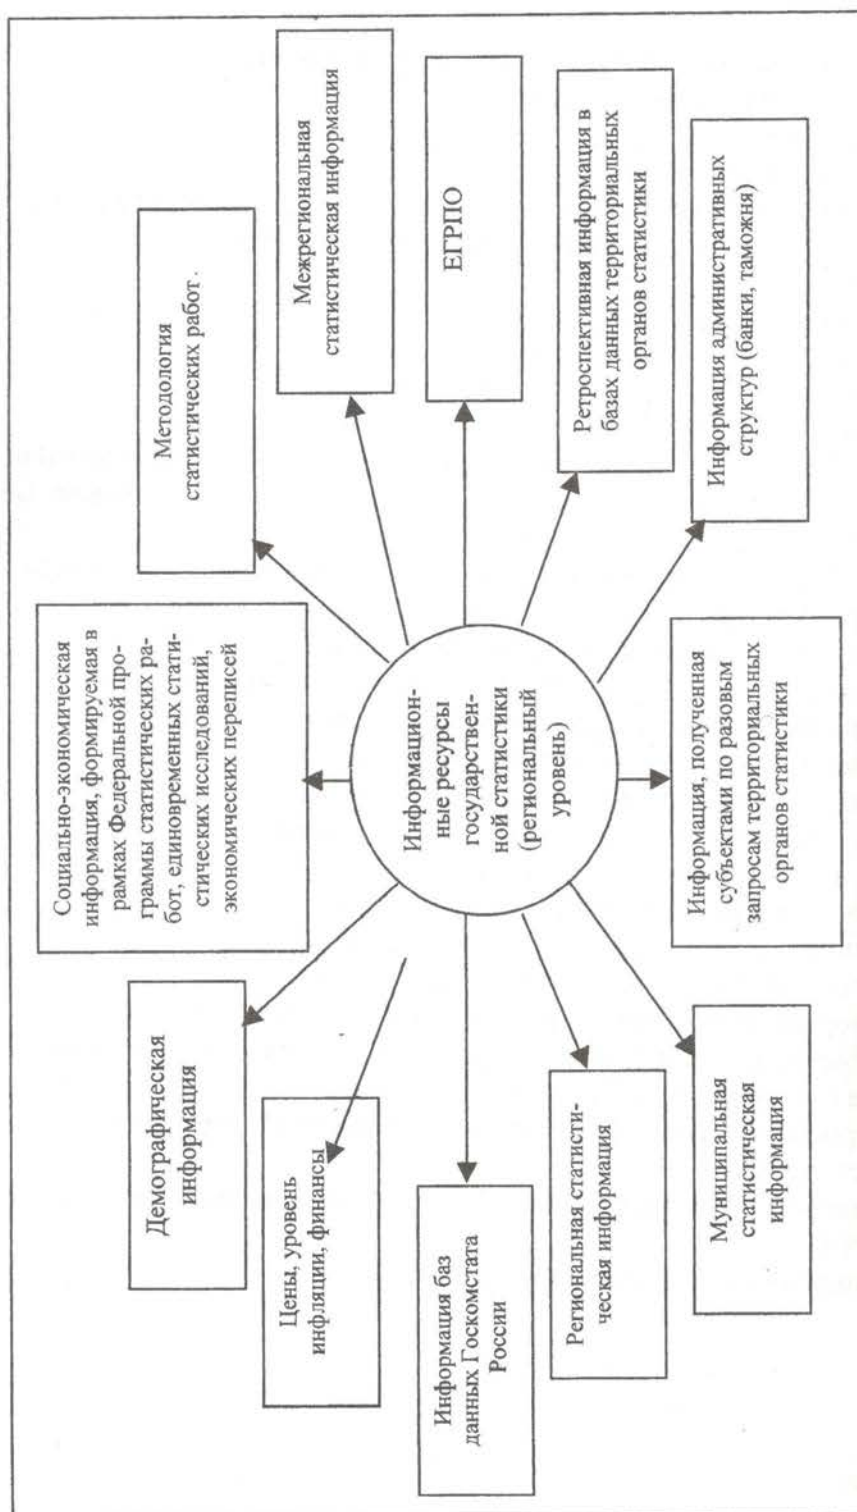 Социально-экономическая
информация, формируемая в
рамках Федеральной про-
граммы статистических ра-
бот, единовременных стати-
стических исследований,
экономических переписей
Демографическая
информация
Методология
статистических работ.
Цены, уровень
инфляции, финансы
Межрегиональная
статистическая информация
Информация баз
данных Госкомстата
России
Информацион-
ные ресурсы
государствен-
ной статистики
(региональный
уровень)
ЕГРПО
Региональная статисти-
ческая информация
Ретроспективная информация в
базах данных территориальных
органов статистики
Муниципальная
статистическая
информация
Информация, полученная
субъектами по разовым
запросам территориальных
органов статистики
Информация административных
структур (банки, таможня)